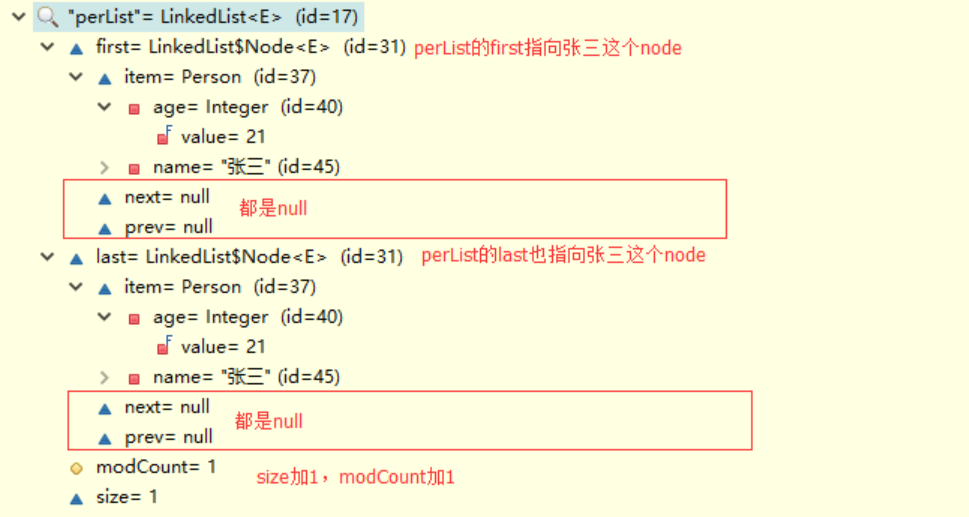 "perList"= LinkedList<E> (id=17)
first= LinkedList$Node<E> (id=31) perList的first指向张三这个node
item= Person (id=37)
age= Integer (id=40)
F value= 21
name= "张三" (id=45)
next= null
都是null
prev= null
last= LinkedList$Node<E> (id=31) perList的last也指向张三这个node
item= Person (id=37)
age= Integer (id=40)
F value= 21
name= "张三" (id=45)
next= null
都是null
prev= null
modCount= 1
size加1，modCount加1
size= 1